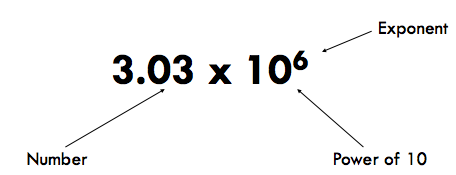 Exponent
3.03 x 10⁶
Number
Power of 10